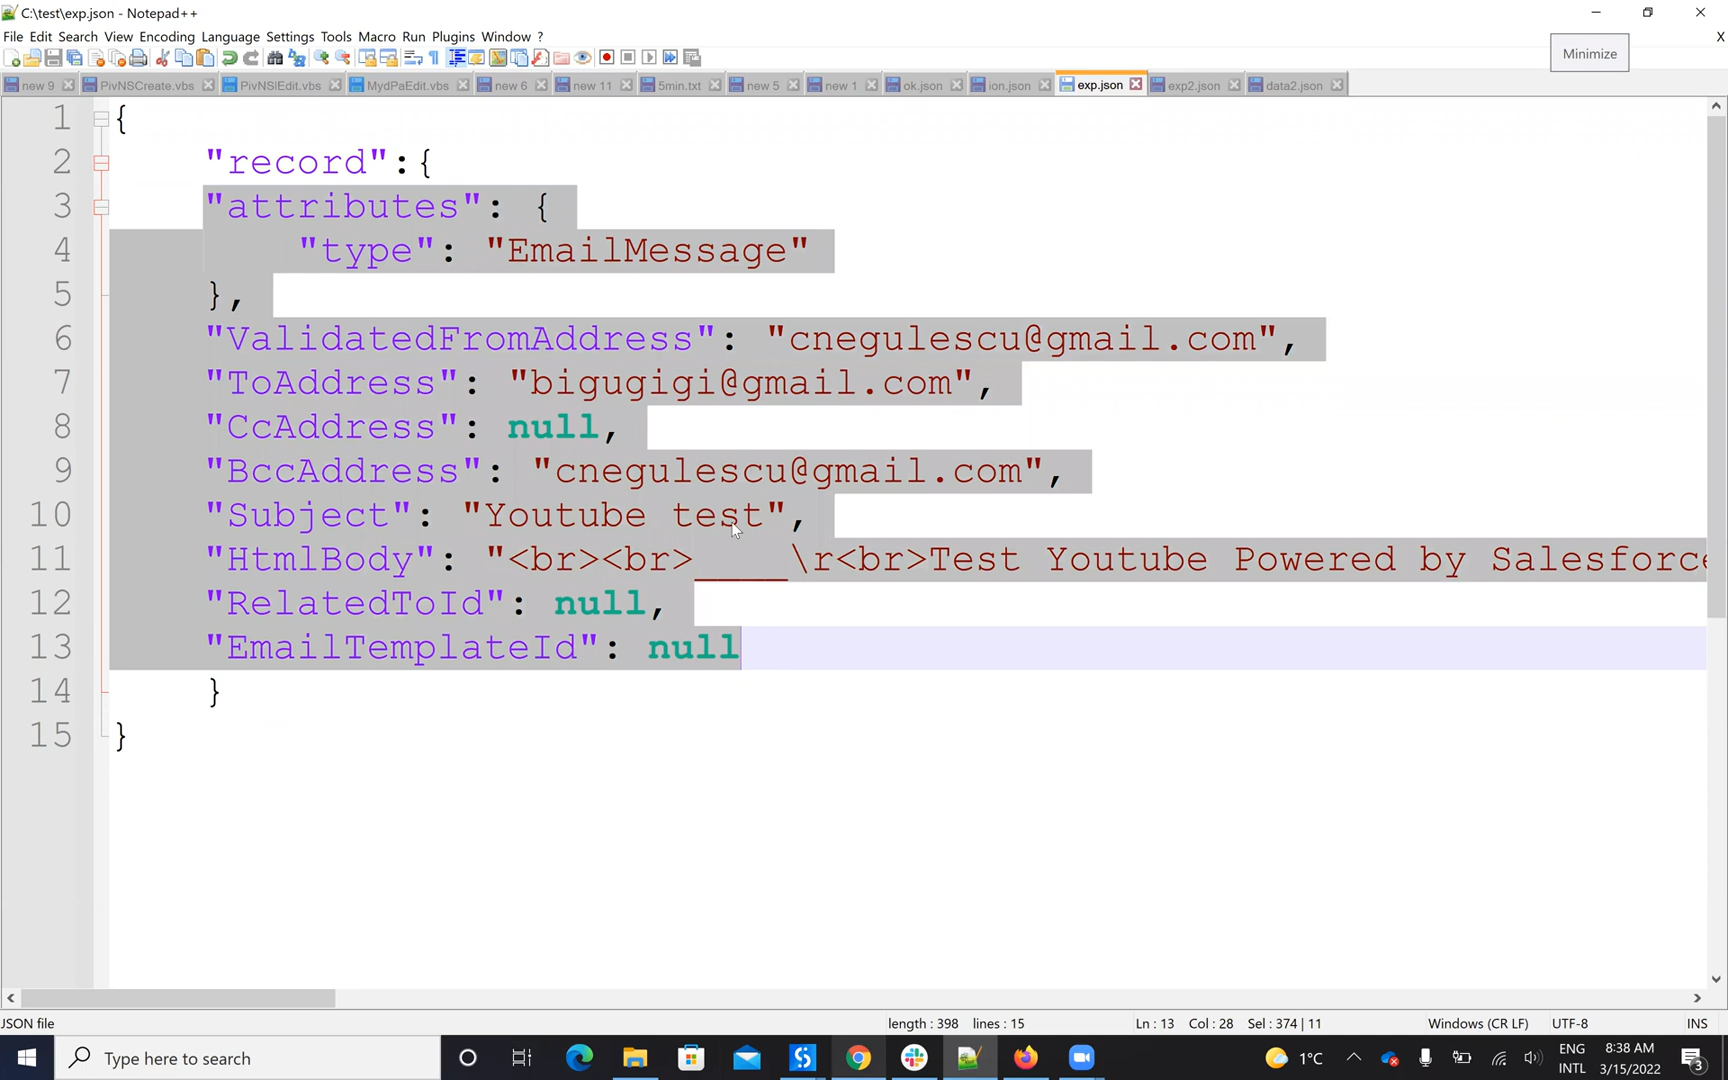 C:\test\exp.json - Notepad++
File Edit Search View Encoding Language Settings Tools Macro Run Plugins Window ? X
Minimize
new 9 PivNSCreate.vbs PivNSIEdit.vbs MydPaEdit.vbs new 6 new 11 5min.txt new 5 new 1 ok.json ion.json exp.json exp2.json data2.json
1 {
2 "record":{
3 "attributes": {
4 "type": "EmailMessage"
5 },
6 "ValidatedFromAddress": "cnegulescu@gmail.com",
7 "ToAddress": "bigugigi@gmail.com",
8 "CcAddress": null,
9 "BccAddress": "cnegulescu@gmail.com",
10 "Subject": "Youtube test",
11 "HtmlBody": "<br><br>____\r<br>Test Youtube Powered by Salesforce
12 "RelatedToId": null,
13 "EmailTemplateId": null
14 }
15 }
JSON file length : 398 lines : 15 Ln : 13 Col : 28 Sel : 374 | 11 Windows (CR LF) UTF-8 INS
Type here to search 1°C ENG INTL 8:38 AM 3/15/2022 3